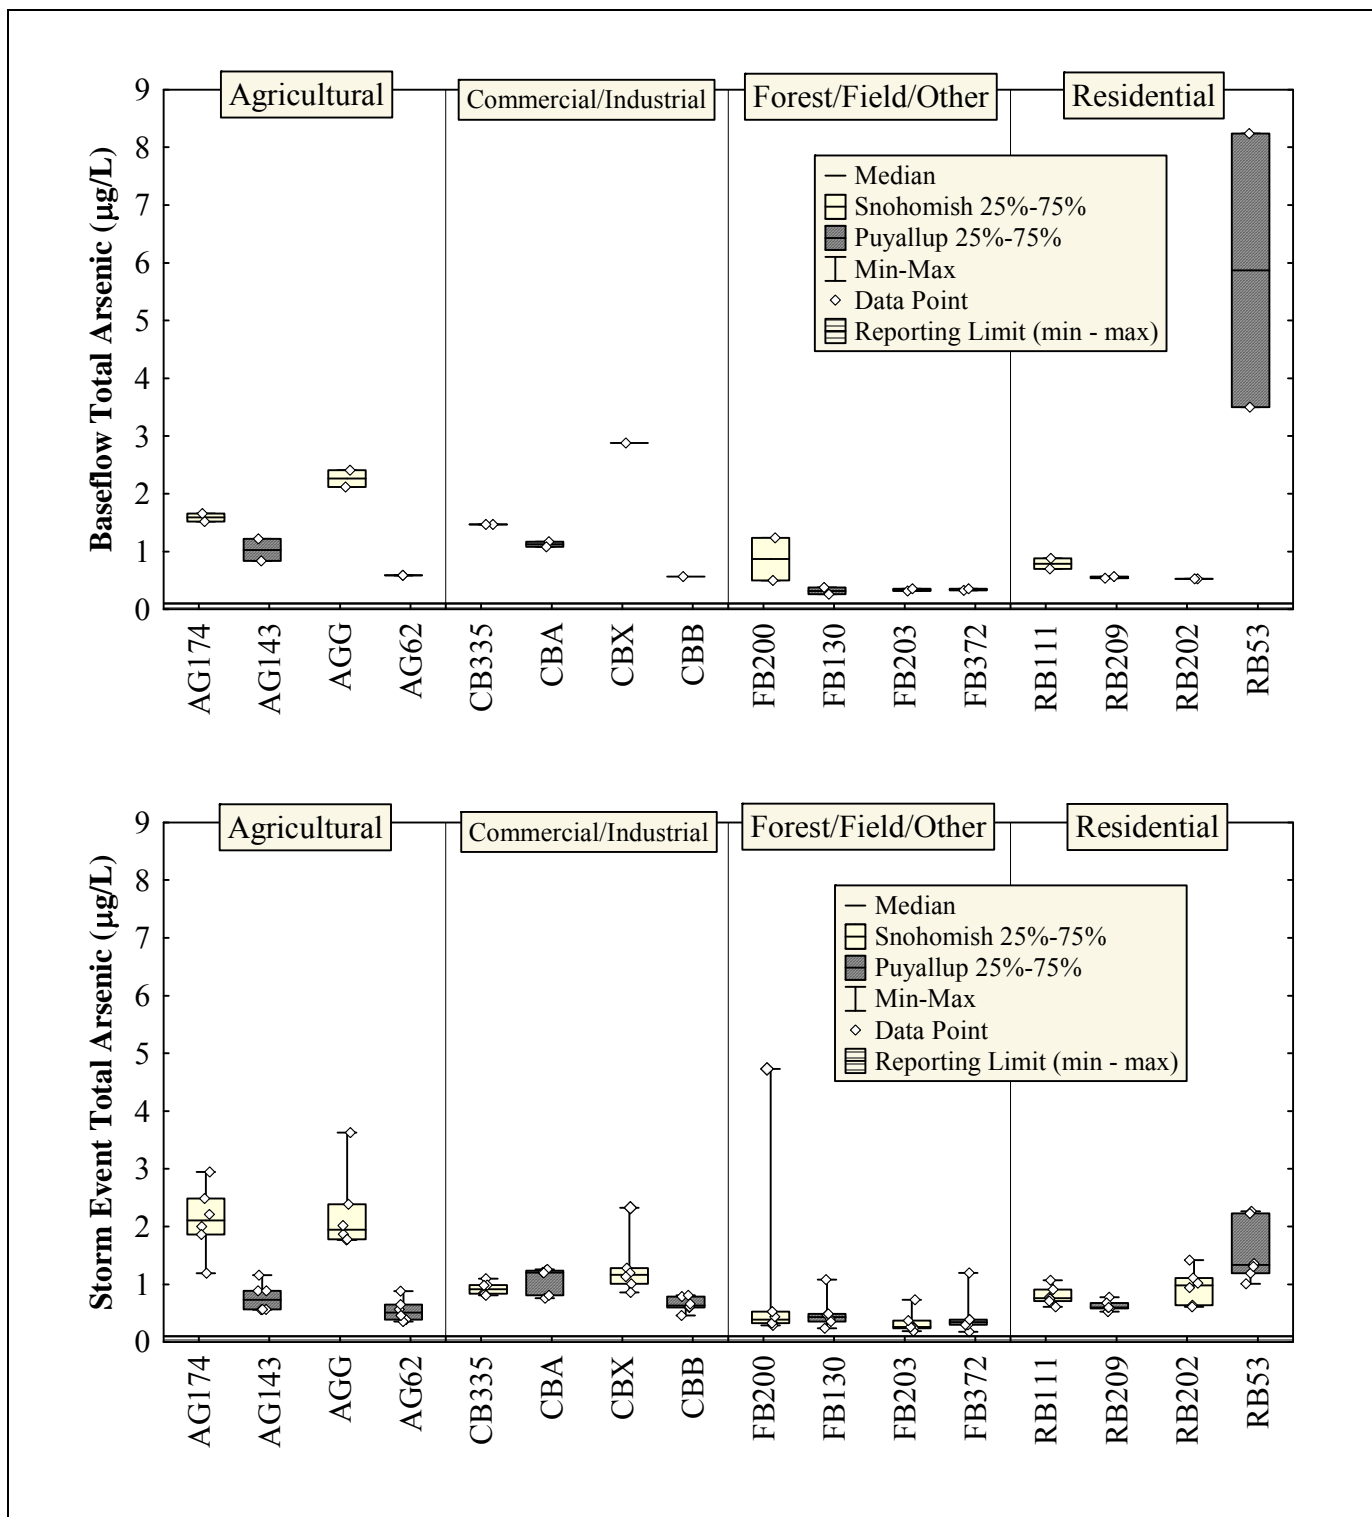 Agricultural
Commercial/Industrial
Forest/Field/Other
Residential
Baseflow Total Arsenic (µg/L)
9
8
7
6
5
4
3
2
1
0
Median
Snohomish 25%-75%
Puyallup 25%-75%
Min-Max
Data Point
Reporting Limit (min - max)
AG174
AG143
AGG
AG62
CB335
CBA
CBX
CBB
FB200
FB130
FB203
FB372
RB111
RB209
RB202
RB53
Agricultural
Commercial/Industrial
Forest/Field/Other
Residential
Storm Event Total Arsenic (µg/L)
9
8
7
6
5
4
3
2
1
0
Median
Snohomish 25%-75%
Puyallup 25%-75%
Min-Max
Data Point
Reporting Limit (min - max)
AG174
AG143
AGG
AG62
CB335
CBA
CBX
CBB
FB200
FB130
FB203
FB372
RB111
RB209
RB202
RB53